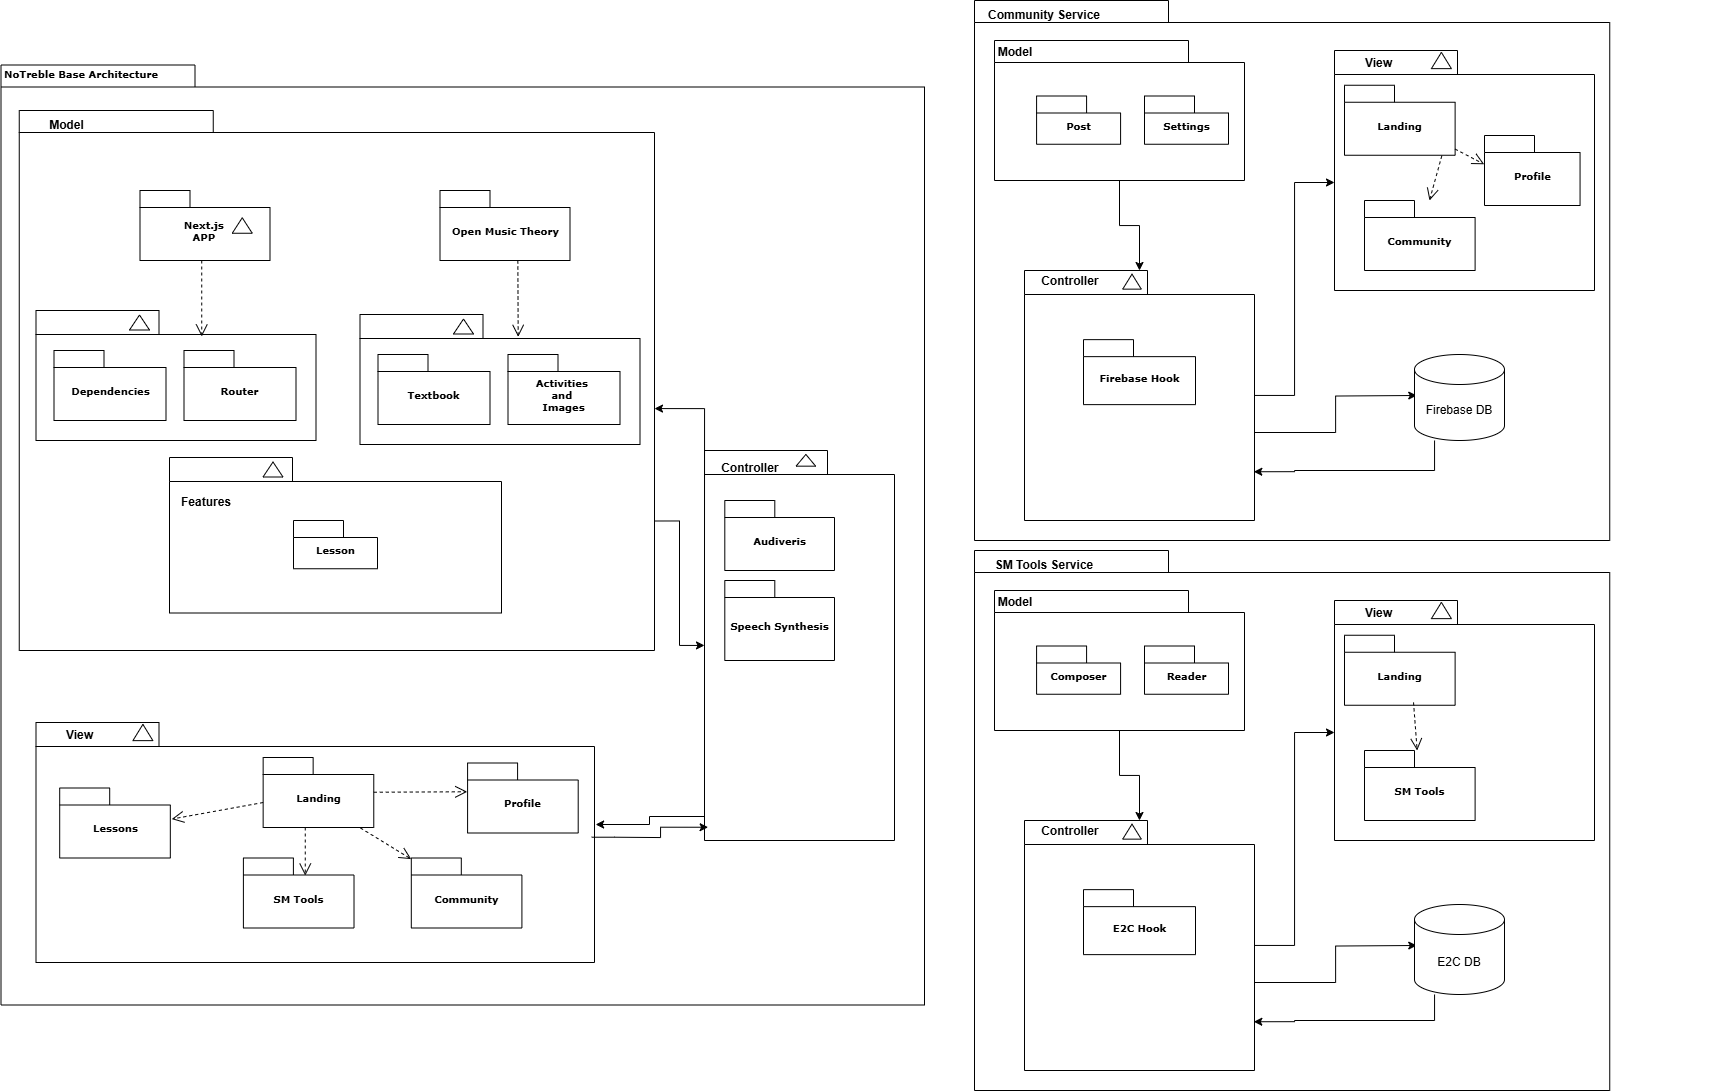 NoTreble Base Architecture
Model
Next.js
APP
Open Music Theory
Dependencies
Router
Textbook
Activities
and
Images
Features
Lesson
Controller
Audiveris
Speech Synthesis
View
Landing
Profile
Lessons
SM Tools
Community
Community Service
Model
Post
Settings
View
Landing
Profile
Community
Controller
Firebase Hook
Firebase DB
SM Tools Service
Model
Composer
Reader
View
Landing
SM Tools
Controller
E2C Hook
E2C DB